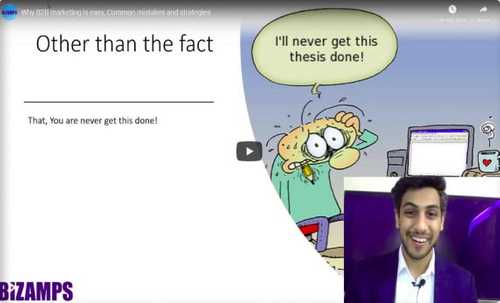 BIZAMPS
Why B2B marketing is easy, Common mistakes and strategies
Other than the fact
I'll never get this
thesis done!
That, You are never get this done!
BIZAMPS